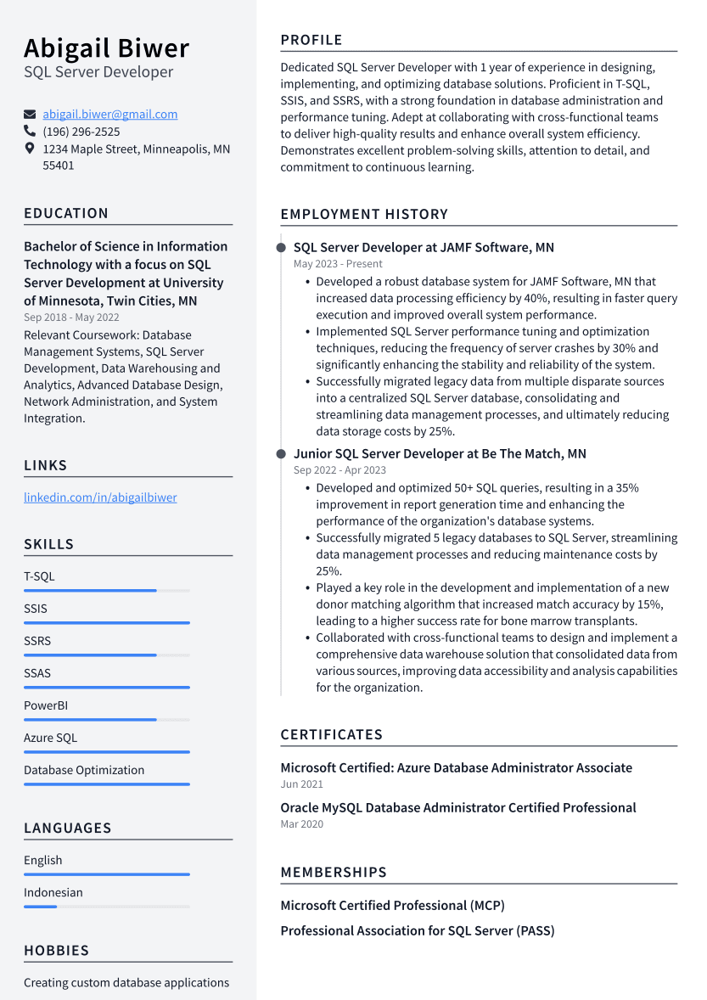 Abigail Biwer
SQL Server Developer
abigail.biwer@gmail.com
(196) 296-2525
1234 Maple Street, Minneapolis, MN
55401
EDUCATION
Bachelor of Science in Information
Technology with a focus on SQL
Server Development at University
of Minnesota, Twin Cities, MN
Sep 2018 - May 2022
Relevant Coursework: Database
Management Systems, SQL Server
Development, Data Warehousing and
Analytics, Advanced Database Design,
Network Administration, and System
Integration.
LINKS
linkedin.com/in/abigailbiwer
SKILLS
T-SQL
SSIS
SSRS
SSAS
PowerBI
Azure SQL
Database Optimization
LANGUAGES
English
Indonesian
HOBBIES
Creating custom database applications
PROFILE
Dedicated SQL Server Developer with 1 year of experience in designing,
implementing, and optimizing database solutions. Proficient in T-SQL,
SSIS, and SSRS, with a strong foundation in database administration and
performance tuning. Adept at collaborating with cross-functional teams
to deliver high-quality results and enhance overall system efficiency.
Demonstrates excellent problem-solving skills, attention to detail, and
commitment to continuous learning.
EMPLOYMENT HISTORY
SQL Server Developer at JAMF Software, MN
May 2023 - Present
• Developed a robust database system for JAMF Software, MN that
increased data processing efficiency by 40%, resulting in faster query
execution and improved overall system performance.
• Implemented SQL Server performance tuning and optimization
techniques, reducing the frequency of server crashes by 30% and
significantly enhancing the stability and reliability of the system.
• Successfully migrated legacy data from multiple disparate sources
into a centralized SQL Server database, consolidating and
streamlining data management processes, and ultimately reducing
data storage costs by 25%.
Junior SQL Server Developer at Be The Match, MN
Sep 2022 - Apr 2023
• Developed and optimized 50+ SQL queries, resulting in a 35%
improvement in report generation time and enhancing the
performance of the organization's database systems.
• Successfully migrated 5 legacy databases to SQL Server, streamlining
data management processes and reducing maintenance costs by
25%.
• Played a key role in the development and implementation of a new
donor matching algorithm that increased match accuracy by 15%,
leading to a higher success rate for bone marrow transplants.
• Collaborated with cross-functional teams to design and implement a
comprehensive data warehouse solution that consolidated data from
various sources, improving data accessibility and analysis capabilities
for the organization.
CERTIFICATES
Microsoft Certified: Azure Database Administrator Associate
Jun 2021
Oracle MySQL Database Administrator Certified Professional
Mar 2020
MEMBERSHIPS
Microsoft Certified Professional (MCP)
Professional Association for SQL Server (PASS)